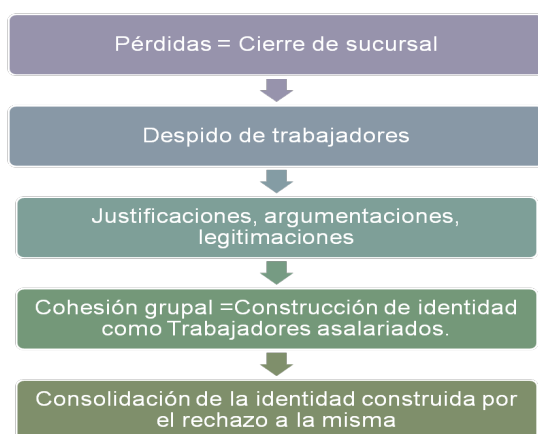 Pérdidas = Cierre de sucursal
Despido de trabajadores
Justificaciones, argumentaciones,
legitimaciones
Cohesión grupal =Construcción de identidad
como Trabajadores asalariados.
Consolidación de la identidad construida por
el rechazo a la misma